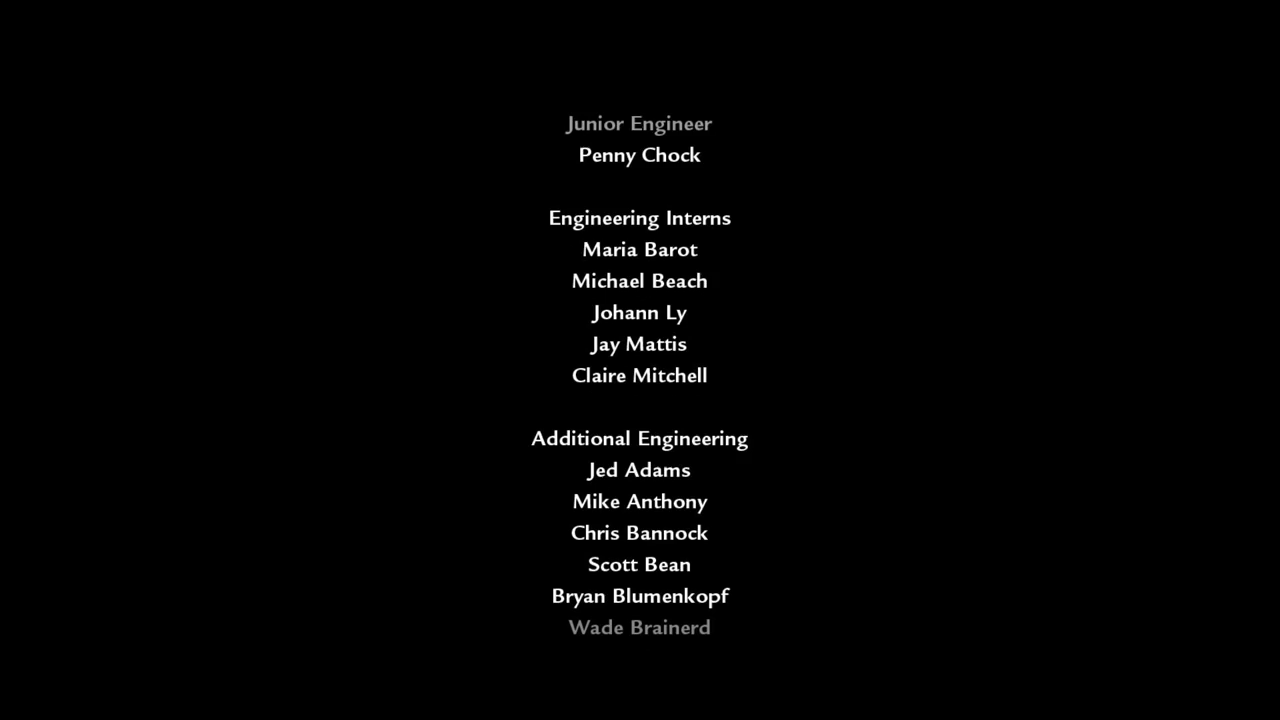 Junior Engineer
Penny Chock
Engineering Interns
Maria Barot
Michael Beach
Johann Ly
Jay Mattis
Claire Mitchell
Additional Engineering
Jed Adams
Mike Anthony
Chris Bannock
Scott Bean
Bryan Blumenkopf
Wade Brainerd